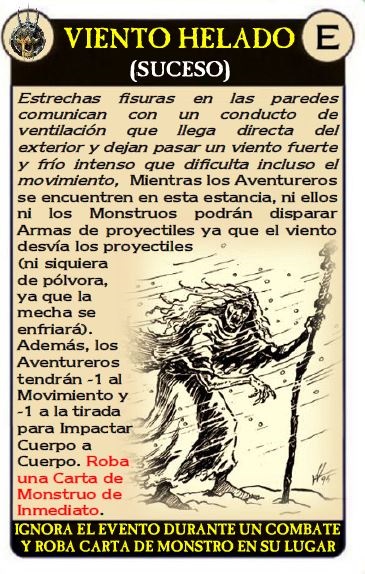 VIENTO HELADO
E
(SUCESO)
Estrechas fisuras en las paredes
comunican con un conducto de
ventilación que llega directa del
exterior y dejan pasar un viento fuerte
y frío intenso que dificulta incluso el
movimiento, Mientras los Aventureros
se encuentren en esta estancia, ni ellos
ni los Monstruos podrán disparar
Armas de proyectiles ya que el viento
desvía los proyectiles
(ni siquiera
de pólvora,
ya que la
mecha se
enfriará).
Además, los
Aventureros
tendrán -1 al
Movimiento y
-1 a la tirada
para Impactar
Cuerpo a
Cuerpo. Roba
una Carta de
Monstruo de
Inmediato.
IGNORA EL EVENTO DURANTE UN COMBATE
Y ROBA CARTA DE MONSTRO EN SU LUGAR